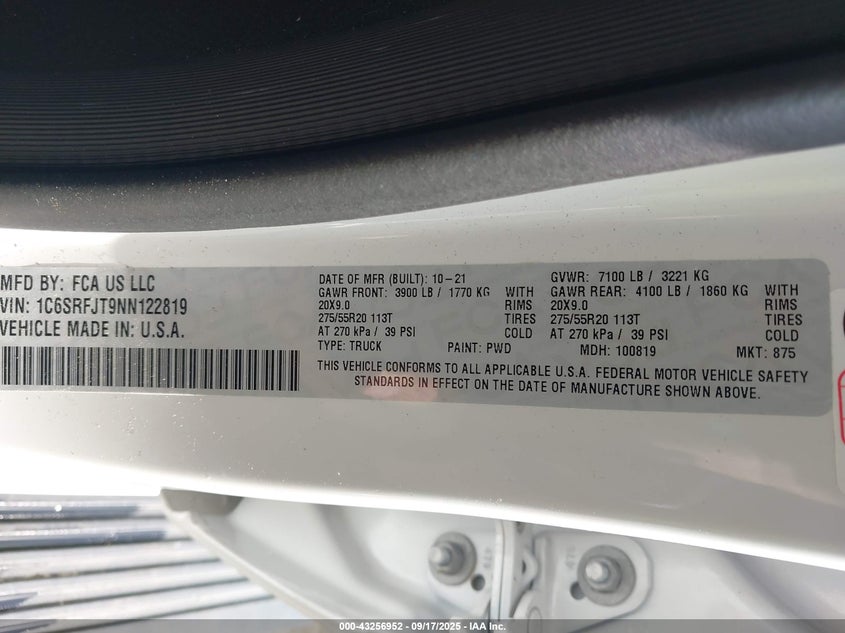 MFD BY: FCA US LLC
VIN: 1C6SRFJT9NN122819
VEHICLE MADE IN: U.S.A.
DATE OF MFR (BUILT): 10-21
GAWR FRONT: 3900 LB / 1770 KG WITH
20X9.0 RIMS
275/55R20 113T TIRES
AT 270 kPa / 39 PSI COLD
TYPE: TRUCK PAINT: PWD
GVWR: 7100 LB / 3221 KG
GAWR REAR: 4100 LB / 1860 KG WITH
20X9.0 RIMS
275/55R20 113T TIRES
AT 270 kPa / 39 PSI COLD
MDH: 100819 MKT: 875
THIS VEHICLE CONFORMS TO ALL APPLICABLE U.S.A. FEDERAL MOTOR VEHICLE SAFETY
STANDARDS IN EFFECT ON THE DATE OF MANUFACTURE SHOWN ABOVE.
000-43256952 - 09/17/2025 - IAA Inc.